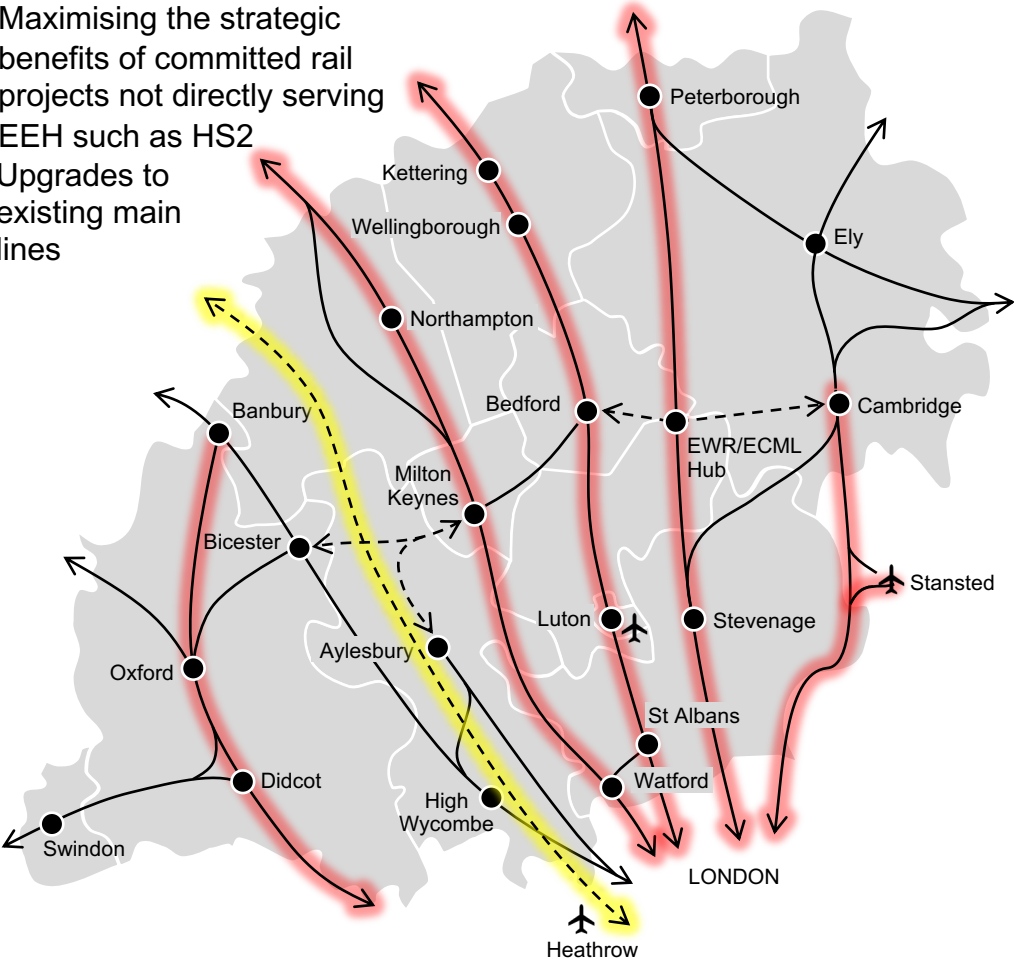 Maximising the strategic
benefits of committed rail
projects not directly serving
EEH such as HS2
Upgrades to
existing main
lines
Peterborough
Kettering
Wellingborough
Ely
Northampton
Banbury
Bedford
Cambridge
EWR/ECML
Hub
Milton
Keynes
Bicester
Stansted
Luton
Stevenage
Aylesbury
Oxford
St Albans
Didcot
Watford
High
Wycombe
Swindon
LONDON
Heathrow